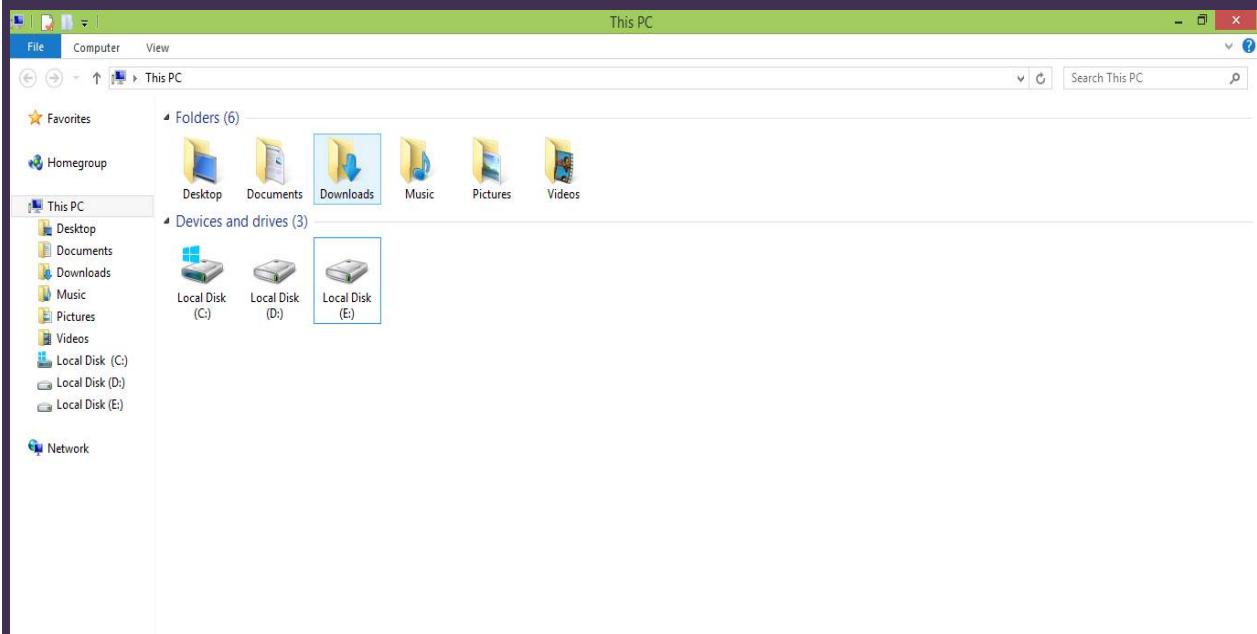 This PC
File Computer View
This PC
Search This PC
Favorites
Homegroup
This PC
Desktop
Documents
Downloads
Music
Pictures
Videos
Local Disk (C:)
Local Disk (D:)
Local Disk (E:)
Network
Folders (6)
Desktop Documents Downloads Music Pictures Videos
Devices and drives (3)
Local Disk (C:)
Local Disk (D:)
Local Disk (E:)